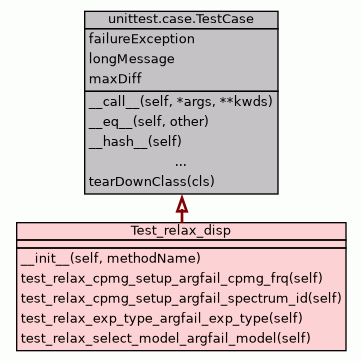 unittest.case.TestCase
failureException
longMessage
maxDiff
__call__(self, *args, **kwds)
__eq__(self, other)
__hash__(self)
...
tearDownClass(cls)
Test_relax_disp
__init__(self, methodName)
test_relax_cpmg_setup_argfail_cpmg_frq(self)
test_relax_cpmg_setup_argfail_spectrum_id(self)
test_relax_exp_type_argfail_exp_type(self)
test_relax_select_model_argfail_model(self)